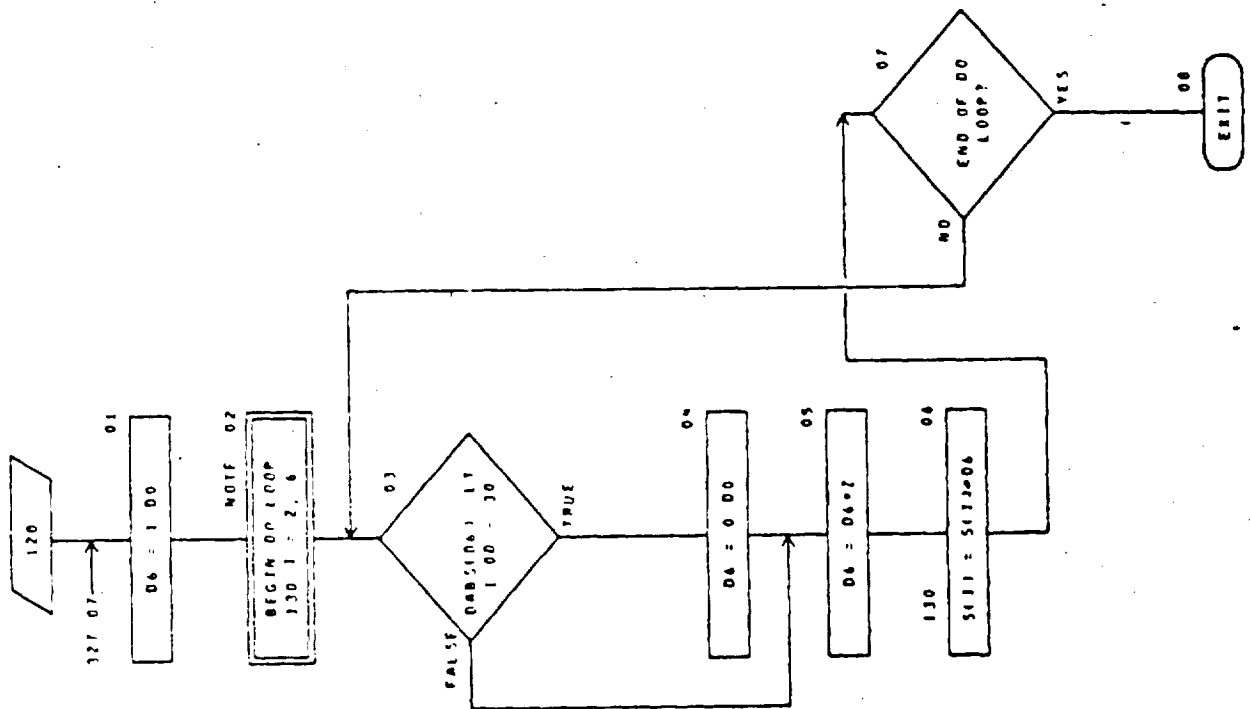 120
327 07
01
D6 = 1 D0
NOTE 02
BEGIN DO LOOP
130 I = 2, 6
03
DABS(D6) LT
1 0D - 30
FALSE
TRUE
04
D6 = 0 D0
05
D6 = D6*Z
130
06
S(I) = S(I)*D6
07
END OF DO
LOOP?
NO
YES
08
EXIT